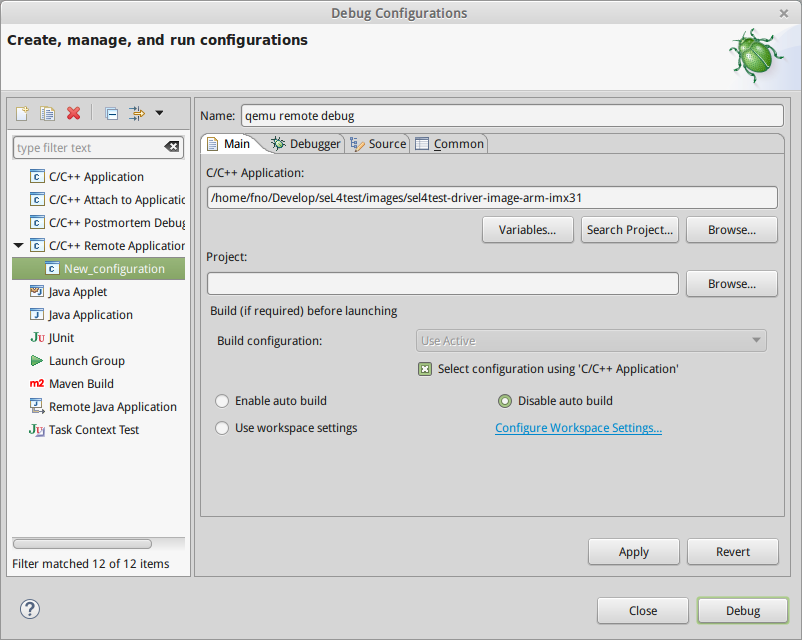 Debug Configurations
Create, manage, and run configurations
type filter text
C/C++ Application
C/C++ Attach to Applicatic
C/C++ Postmortem Debug
C/C++ Remote Application
New_configuration
Java Applet
Java Application
Ju JUnit
Launch Group
m2 Maven Build
Remote Java Application
Ju Task Context Test
Filter matched 12 of 12 items
Name: qemu remote debug
Main Debugger Source Common
C/C++ Application:
/home/fno/Develop/seL4test/images/sel4test-driver-image-arm-imx31
Variables... Search Project... Browse...
Project:
Browse...
Build (if required) before launching
Build configuration: Use Active
Select configuration using 'C/C++ Application'
Enable auto build Disable auto build
Use workspace settings Configure Workspace Settings...
Apply Revert
? Close Debug